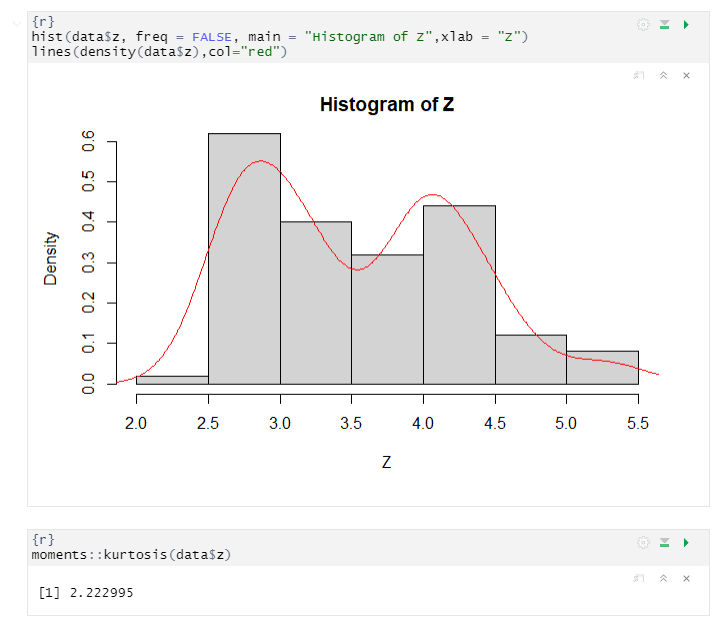 {r}
hist(data$z, freq = FALSE, main = "Histogram of Z",xlab = "Z")
lines(density(data$z),col="red")
Histogram of Z
Density
0.6
0.5
0.4
0.3
0.2
0.1
0.0
2.0 2.5 3.0 3.5 4.0 4.5 5.0 5.5
Z
{r}
moments::kurtosis(data$z)
[1] 2.222995